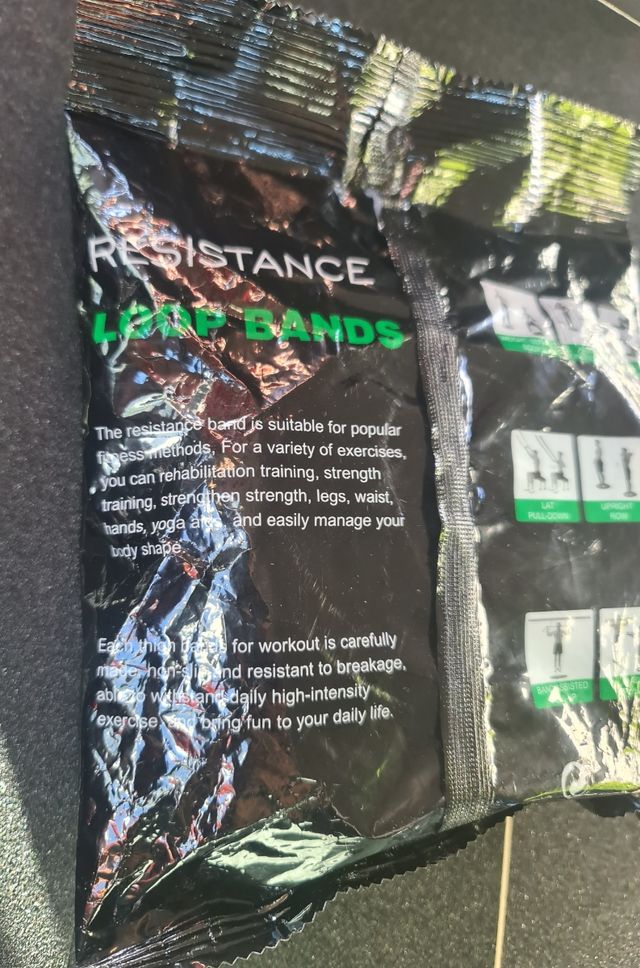 RESISTANCE
LOOP BANDS
The resistance band is suitable for popular
fitness methods, For a variety of exercises,
you can rehabilitation training, strength
training, strengthen strength, legs, waist,
hands, yoga and easily manage your
body shape
Each thigh bands for workout is carefully
made, non-slip and resistant to breakage,
able to withstand daily high-intensity
exercise, and bring fun to your daily life.
LAT
PULL-DOWN
UPRIGHT
ROW